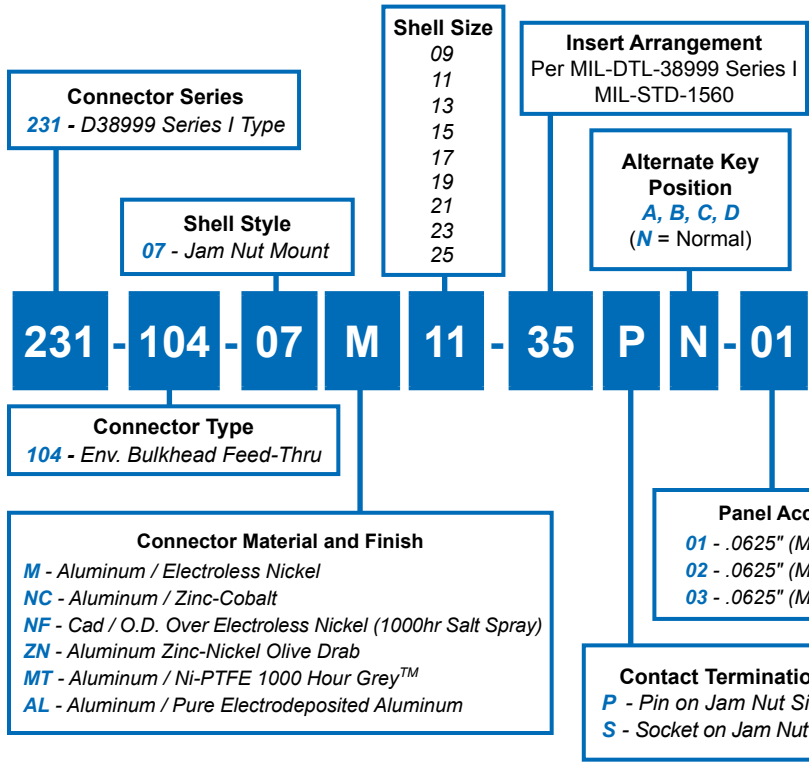 Shell Size
09
11
13
15
17
19
21
23
25
Insert Arrangement
Per MIL-DTL-38999 Series I
MIL-STD-1560
Connector Series
231 - D38999 Series I Type
Alternate Key
Position
A, B, C, D
(N = Normal)
Shell Style
07 - Jam Nut Mount
231 - 104 - 07 M 11 - 35 P N - 01
Connector Type
104 - Env. Bulkhead Feed-Thru
Connector Material and Finish
M - Aluminum / Electroless Nickel
NC - Aluminum / Zinc-Cobalt
NF - Cad / O.D. Over Electroless Nickel (1000hr Salt Spray)
ZN - Aluminum Zinc-Nickel Olive Drab
MT - Aluminum / Ni-PTFE 1000 Hour Grey™
AL - Aluminum / Pure Electrodeposited Aluminum
Panel
01 - .0625"
02 - .0625"
03 - .0625"
Contact
P - Pin on Jam Nut
S - Socket on Jam Nut